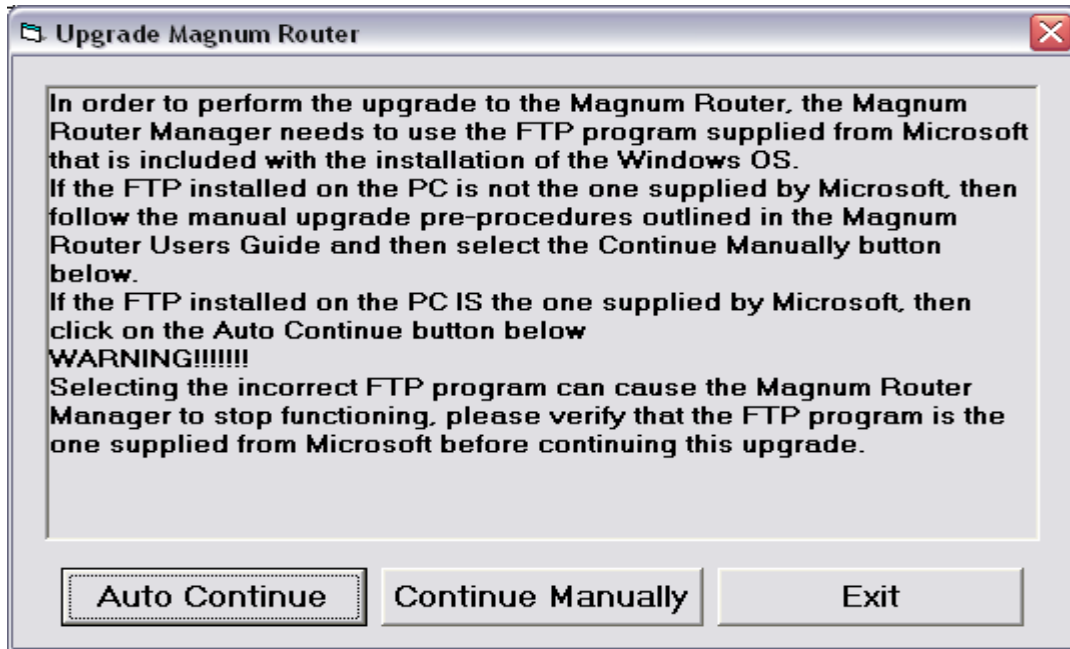 Upgrade Magnum Router
In order to perform the upgrade to the Magnum Router, the Magnum
Router Manager needs to use the FTP program supplied from Microsoft
that is included with the installation of the Windows OS.
If the FTP installed on the PC is not the one supplied by Microsoft, then
follow the manual upgrade pre-procedures outlined in the Magnum
Router Users Guide and then select the Continue Manually button
below.
If the FTP installed on the PC IS the one supplied by Microsoft, then
click on the Auto Continue button below
WARNING!!!!!!!
Selecting the incorrect FTP program can cause the Magnum Router
Manager to stop functioning, please verify that the FTP program is the
one supplied from Microsoft before continuing this upgrade.
Auto Continue
Continue Manually
Exit